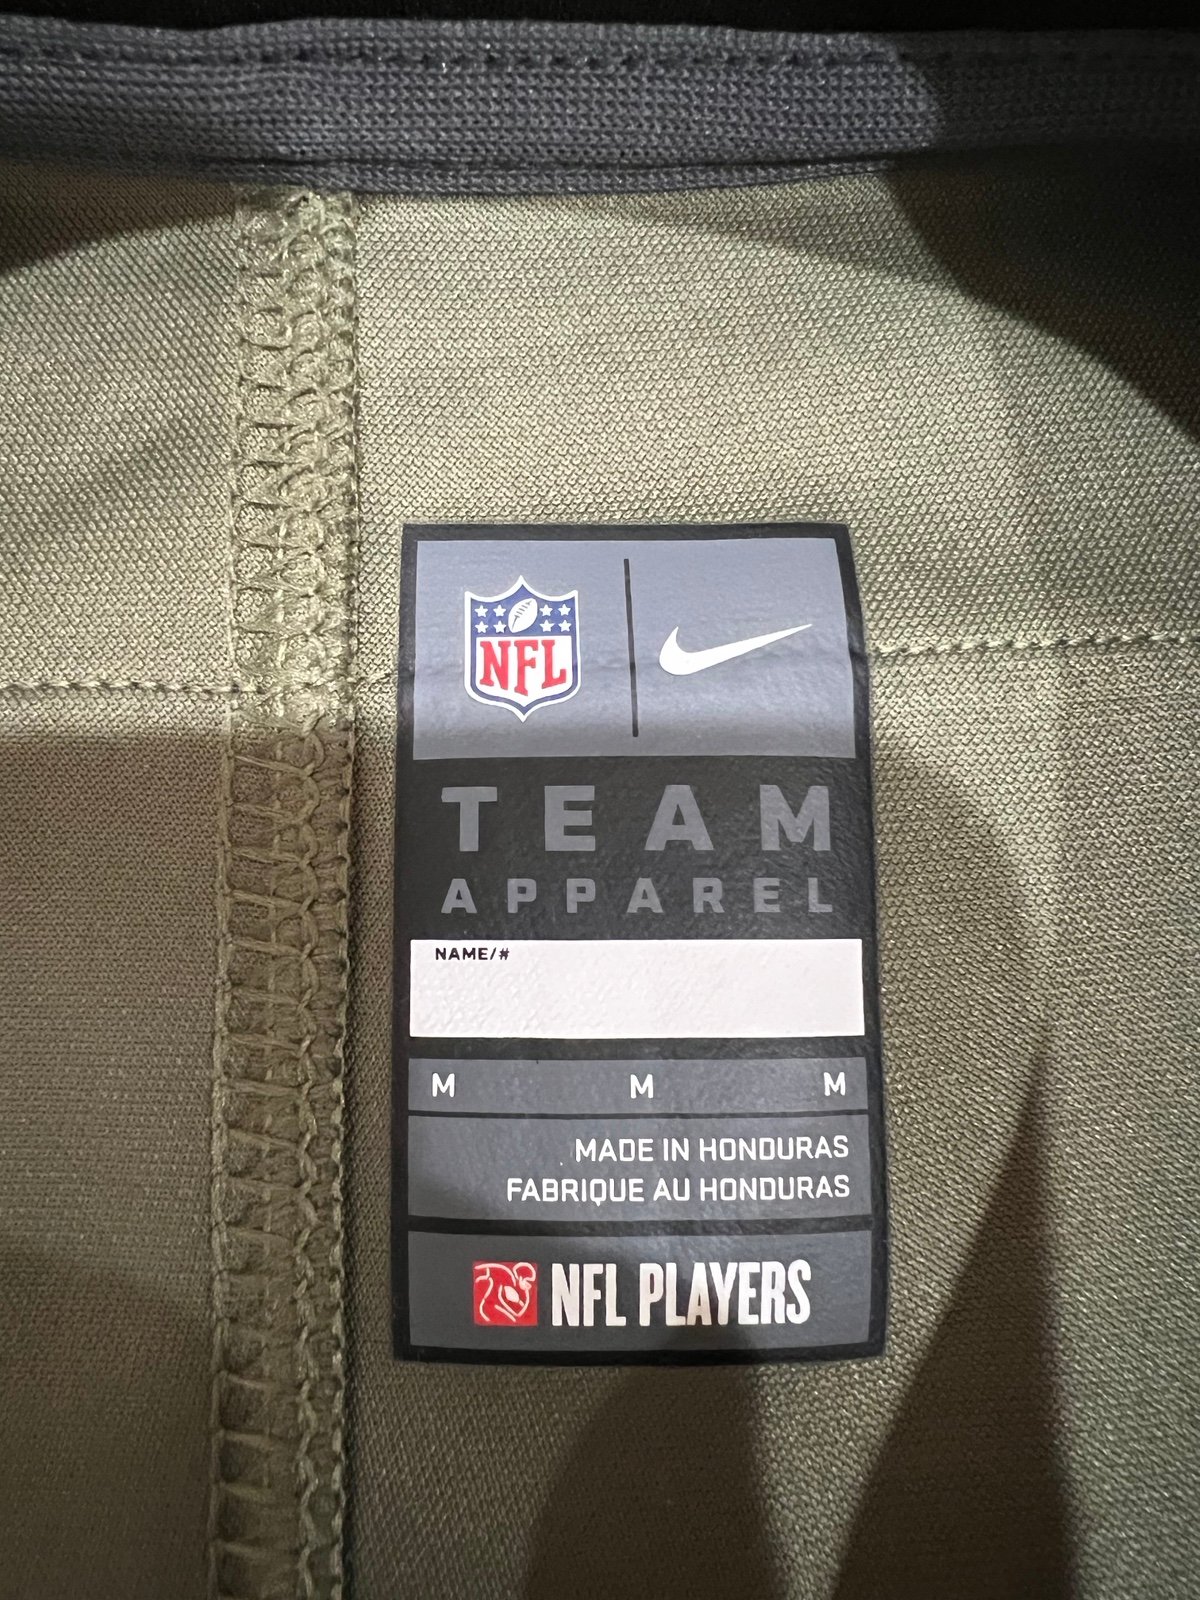 NFL
TEAM
APPAREL
NAME/#
M M M
MADE IN HONDURAS
FABRIQUE AU HONDURAS
NFL PLAYERS